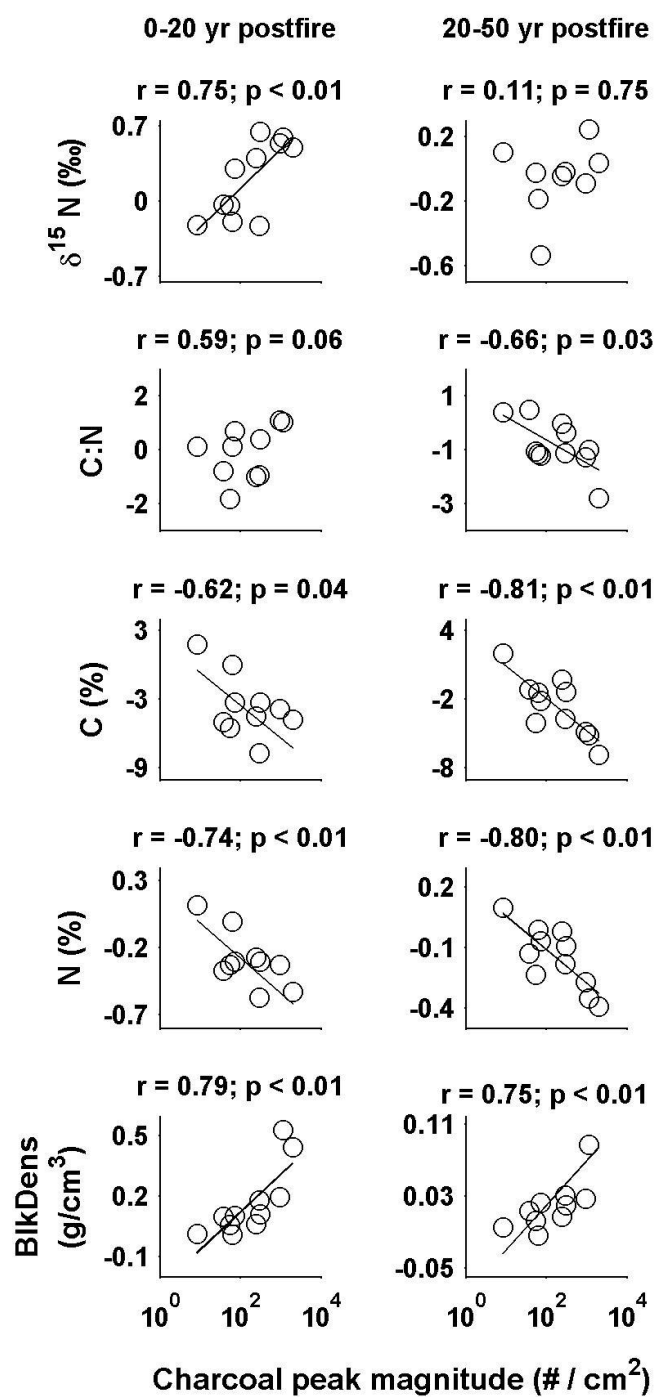 0-20 yr postfire
20-50 yr postfire
r = 0.75; p < 0.01
r = 0.11; p = 0.75
δ¹⁵ N (‰)
0.7
0
-0.7
0.2
-0.2
-0.6
r = 0.59; p = 0.06
r = -0.66; p = 0.03
C:N
2
0
-2
1
-1
-3
r = -0.62; p = 0.04
r = -0.81; p < 0.01
C (%)
3
-3
-9
4
-2
-8
r = -0.74; p < 0.01
r = -0.80; p < 0.01
N (%)
0.3
-0.2
-0.7
0.2
-0.1
-0.4
r = 0.79; p < 0.01
r = 0.75; p < 0.01
BlkDens
(g/cm³)
0.5
0.2
-0.1
0.11
0.03
-0.05
10⁰ 10² 10⁴
10⁰ 10² 10⁴
Charcoal peak magnitude (# / cm²)